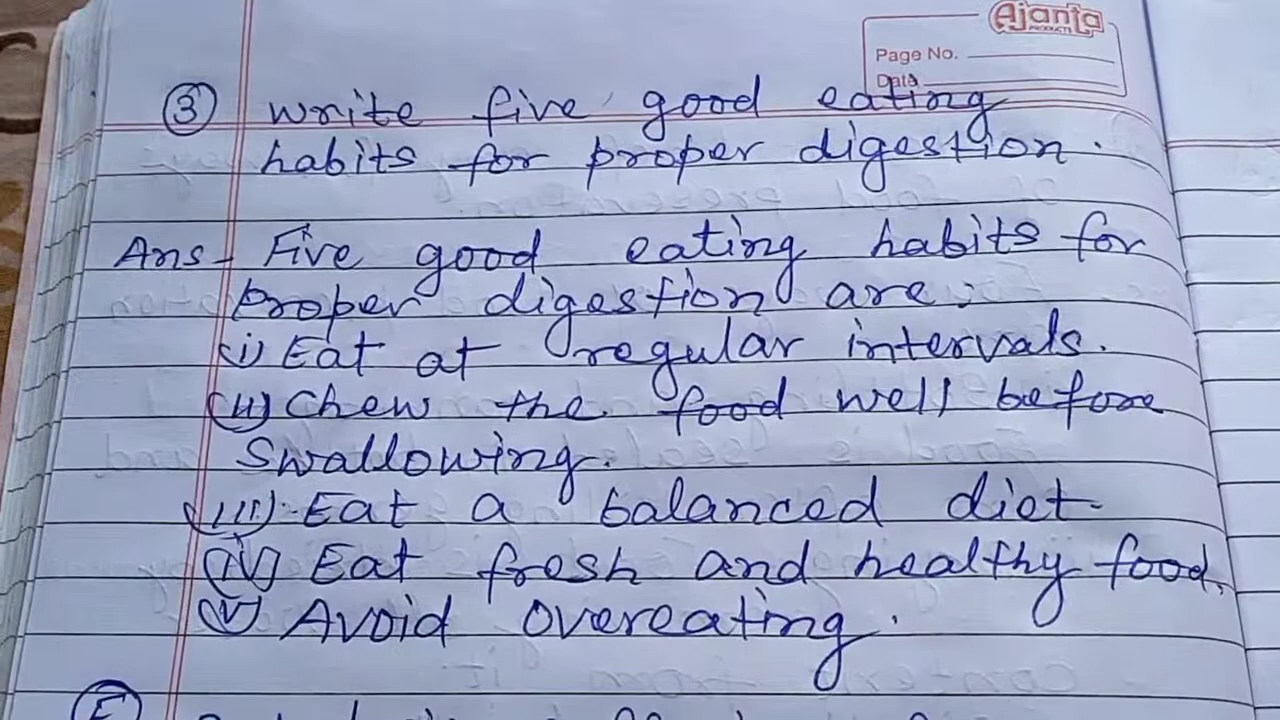 Ajanta
PRODUCTS
Page No.
Data
③ write five good eating
habits for proper digestion.
Ans- Five good eating habits for
proper digestion are:
(i) Eat at regular intervals.
(ii) Chew the food well before
Swallowing.
(iii) Eat a balanced diet.
(iv) Eat fresh and healthy food.
(v) Avoid overeating.